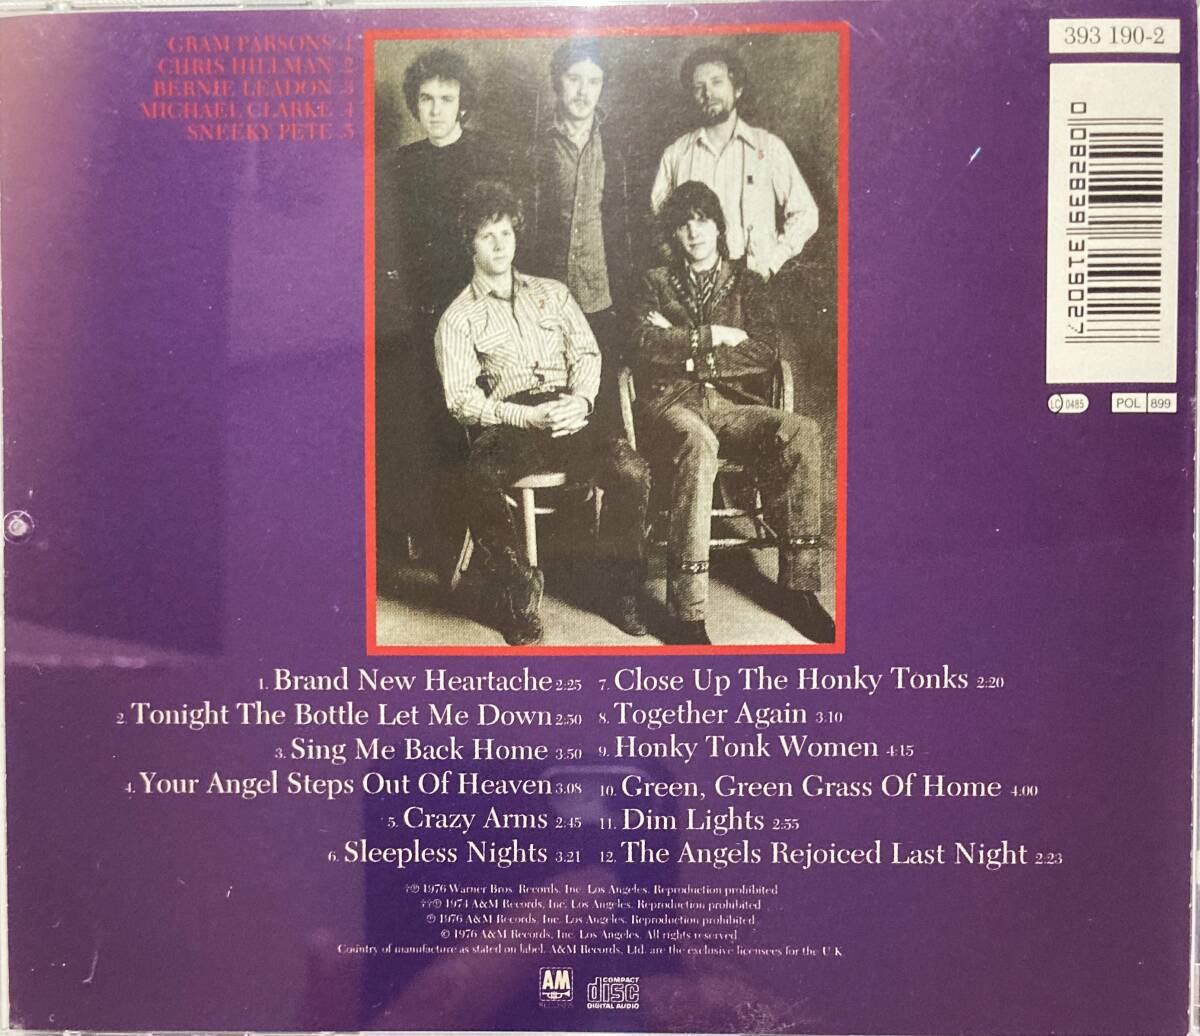 GRAM PARSONS 1
CHRIS HILLMAN 2
BERNIE LEADON 3
MICHAEL CLARKE 4
SNEEKY PETE 5
5
2
393 190-2
0 082839 319027
LC 0485
POL 899
1. Brand New Heartache 2:25
2. Tonight The Bottle Let Me Down 2:50
3. Sing Me Back Home 3:50
4. Your Angel Steps Out Of Heaven 3:08
5. Crazy Arms 2:45
6. Sleepless Nights 3:21
7. Close Up The Honky Tonks 2:20
8. Together Again 3:10
9. Honky Tonk Women 4:15
10. Green, Green Grass Of Home 4:00
11. Dim Lights 2:55
12. The Angels Rejoiced Last Night 2:23
†℗ 1976 Warner Bros. Records, Inc. Los Angeles. Reproduction prohibited
††℗ 1974 A&M Records, Inc. Los Angeles. Reproduction prohibited
℗ 1976 A&M Records, Inc. Los Angeles. Reproduction prohibited.
© 1976 A&M Records, Inc. Los Angeles. All rights reserved.
Country of manufacture as stated on label. A&M Records, Ltd. are the exclusive licensees for the U.K
AM
RECORDS
COMPACT
disc
DIGITAL AUDIO